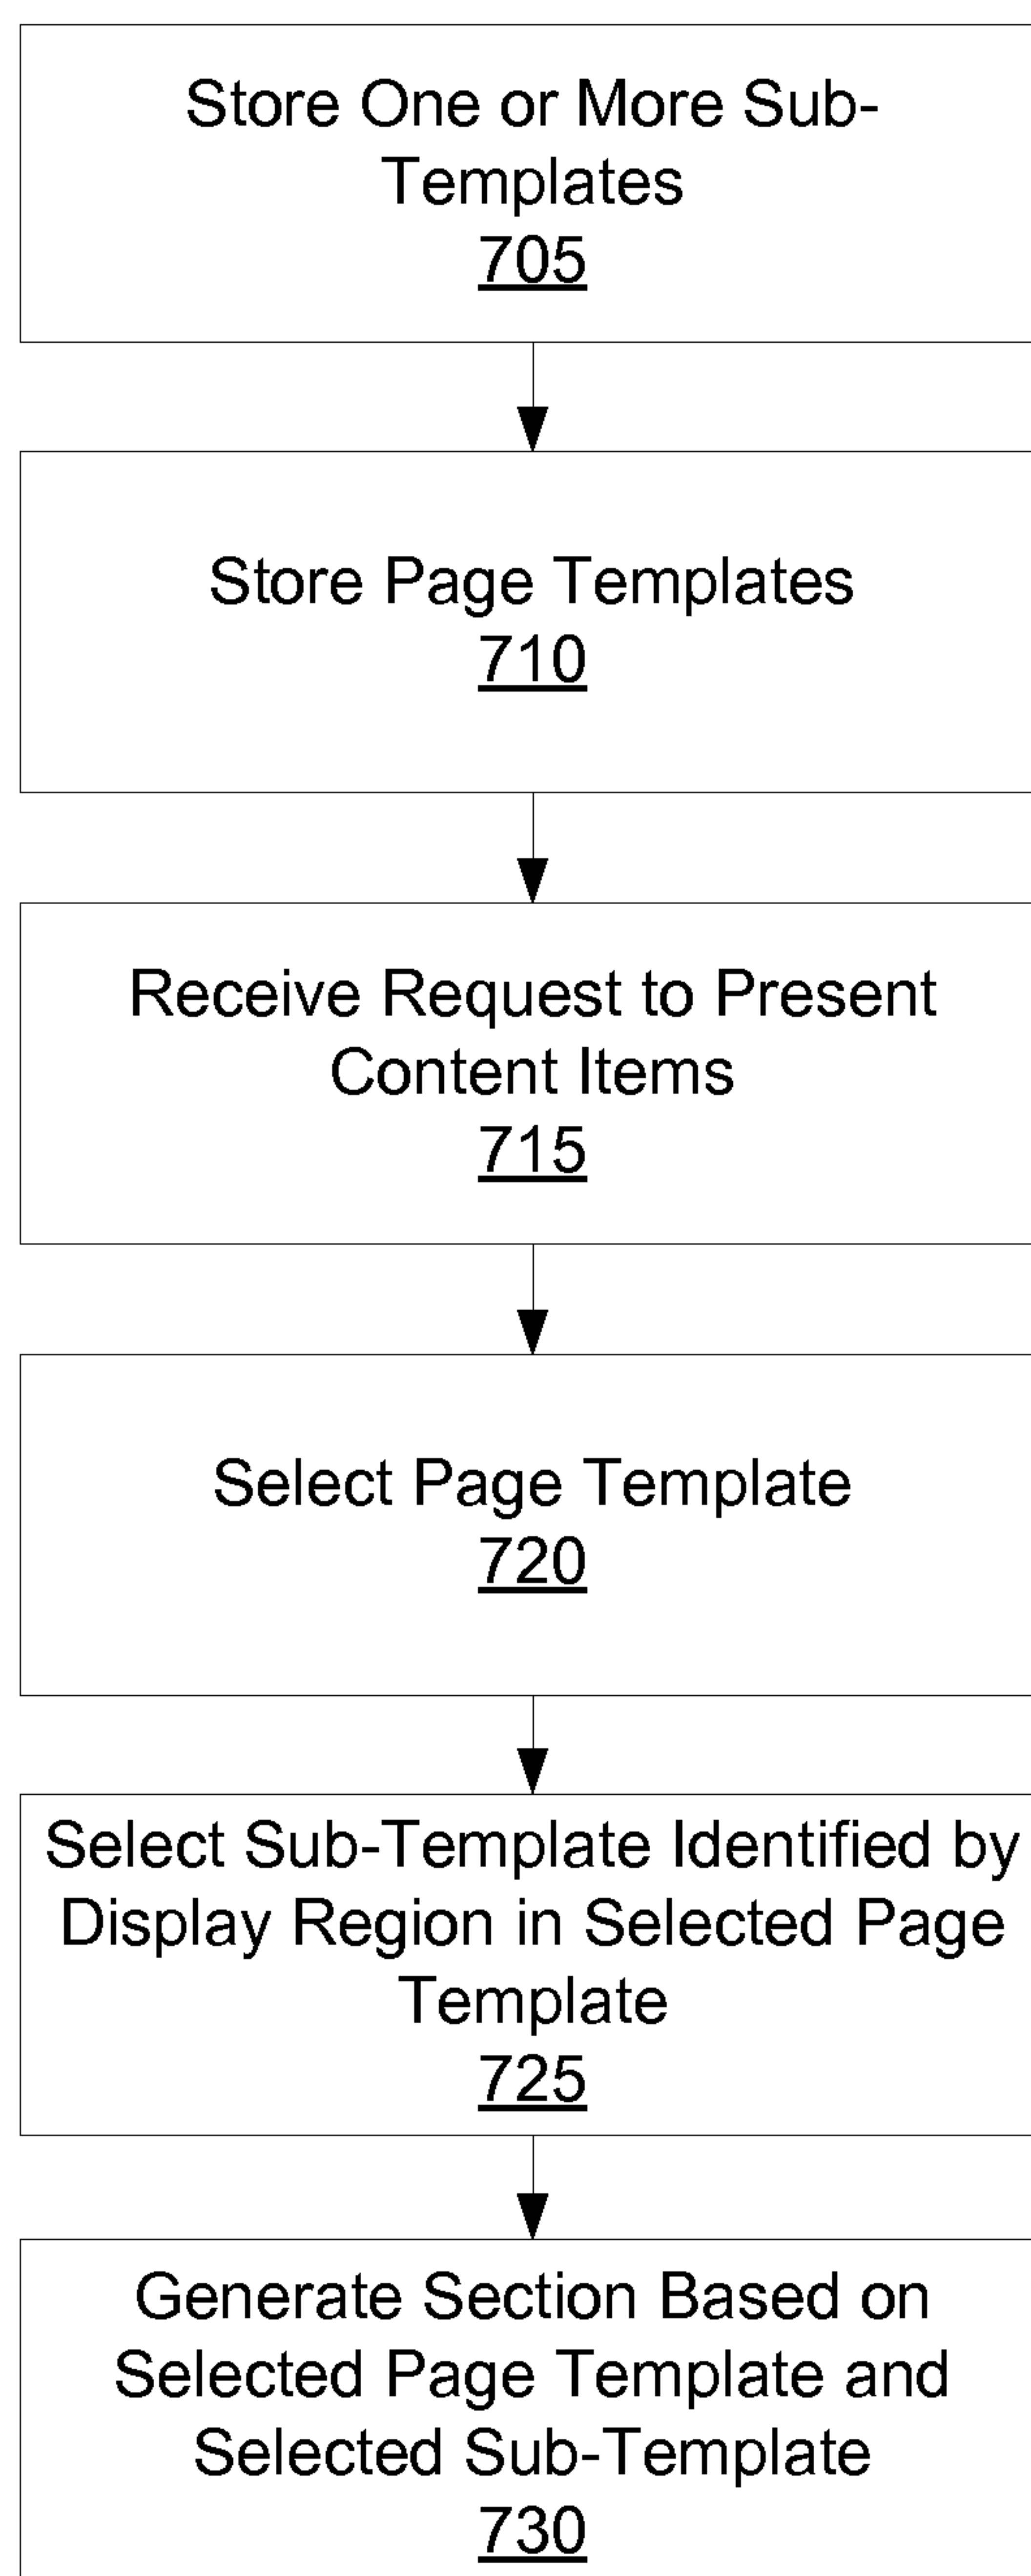 Store One or More Sub-
Templates
705
Store Page Templates
710
Receive Request to Present
Content Items
715
Select Page Template
720
Select Sub-Template Identified by
Display Region in Selected Page
Template
725
Generate Section Based on
Selected Page Template and
Selected Sub-Template
730